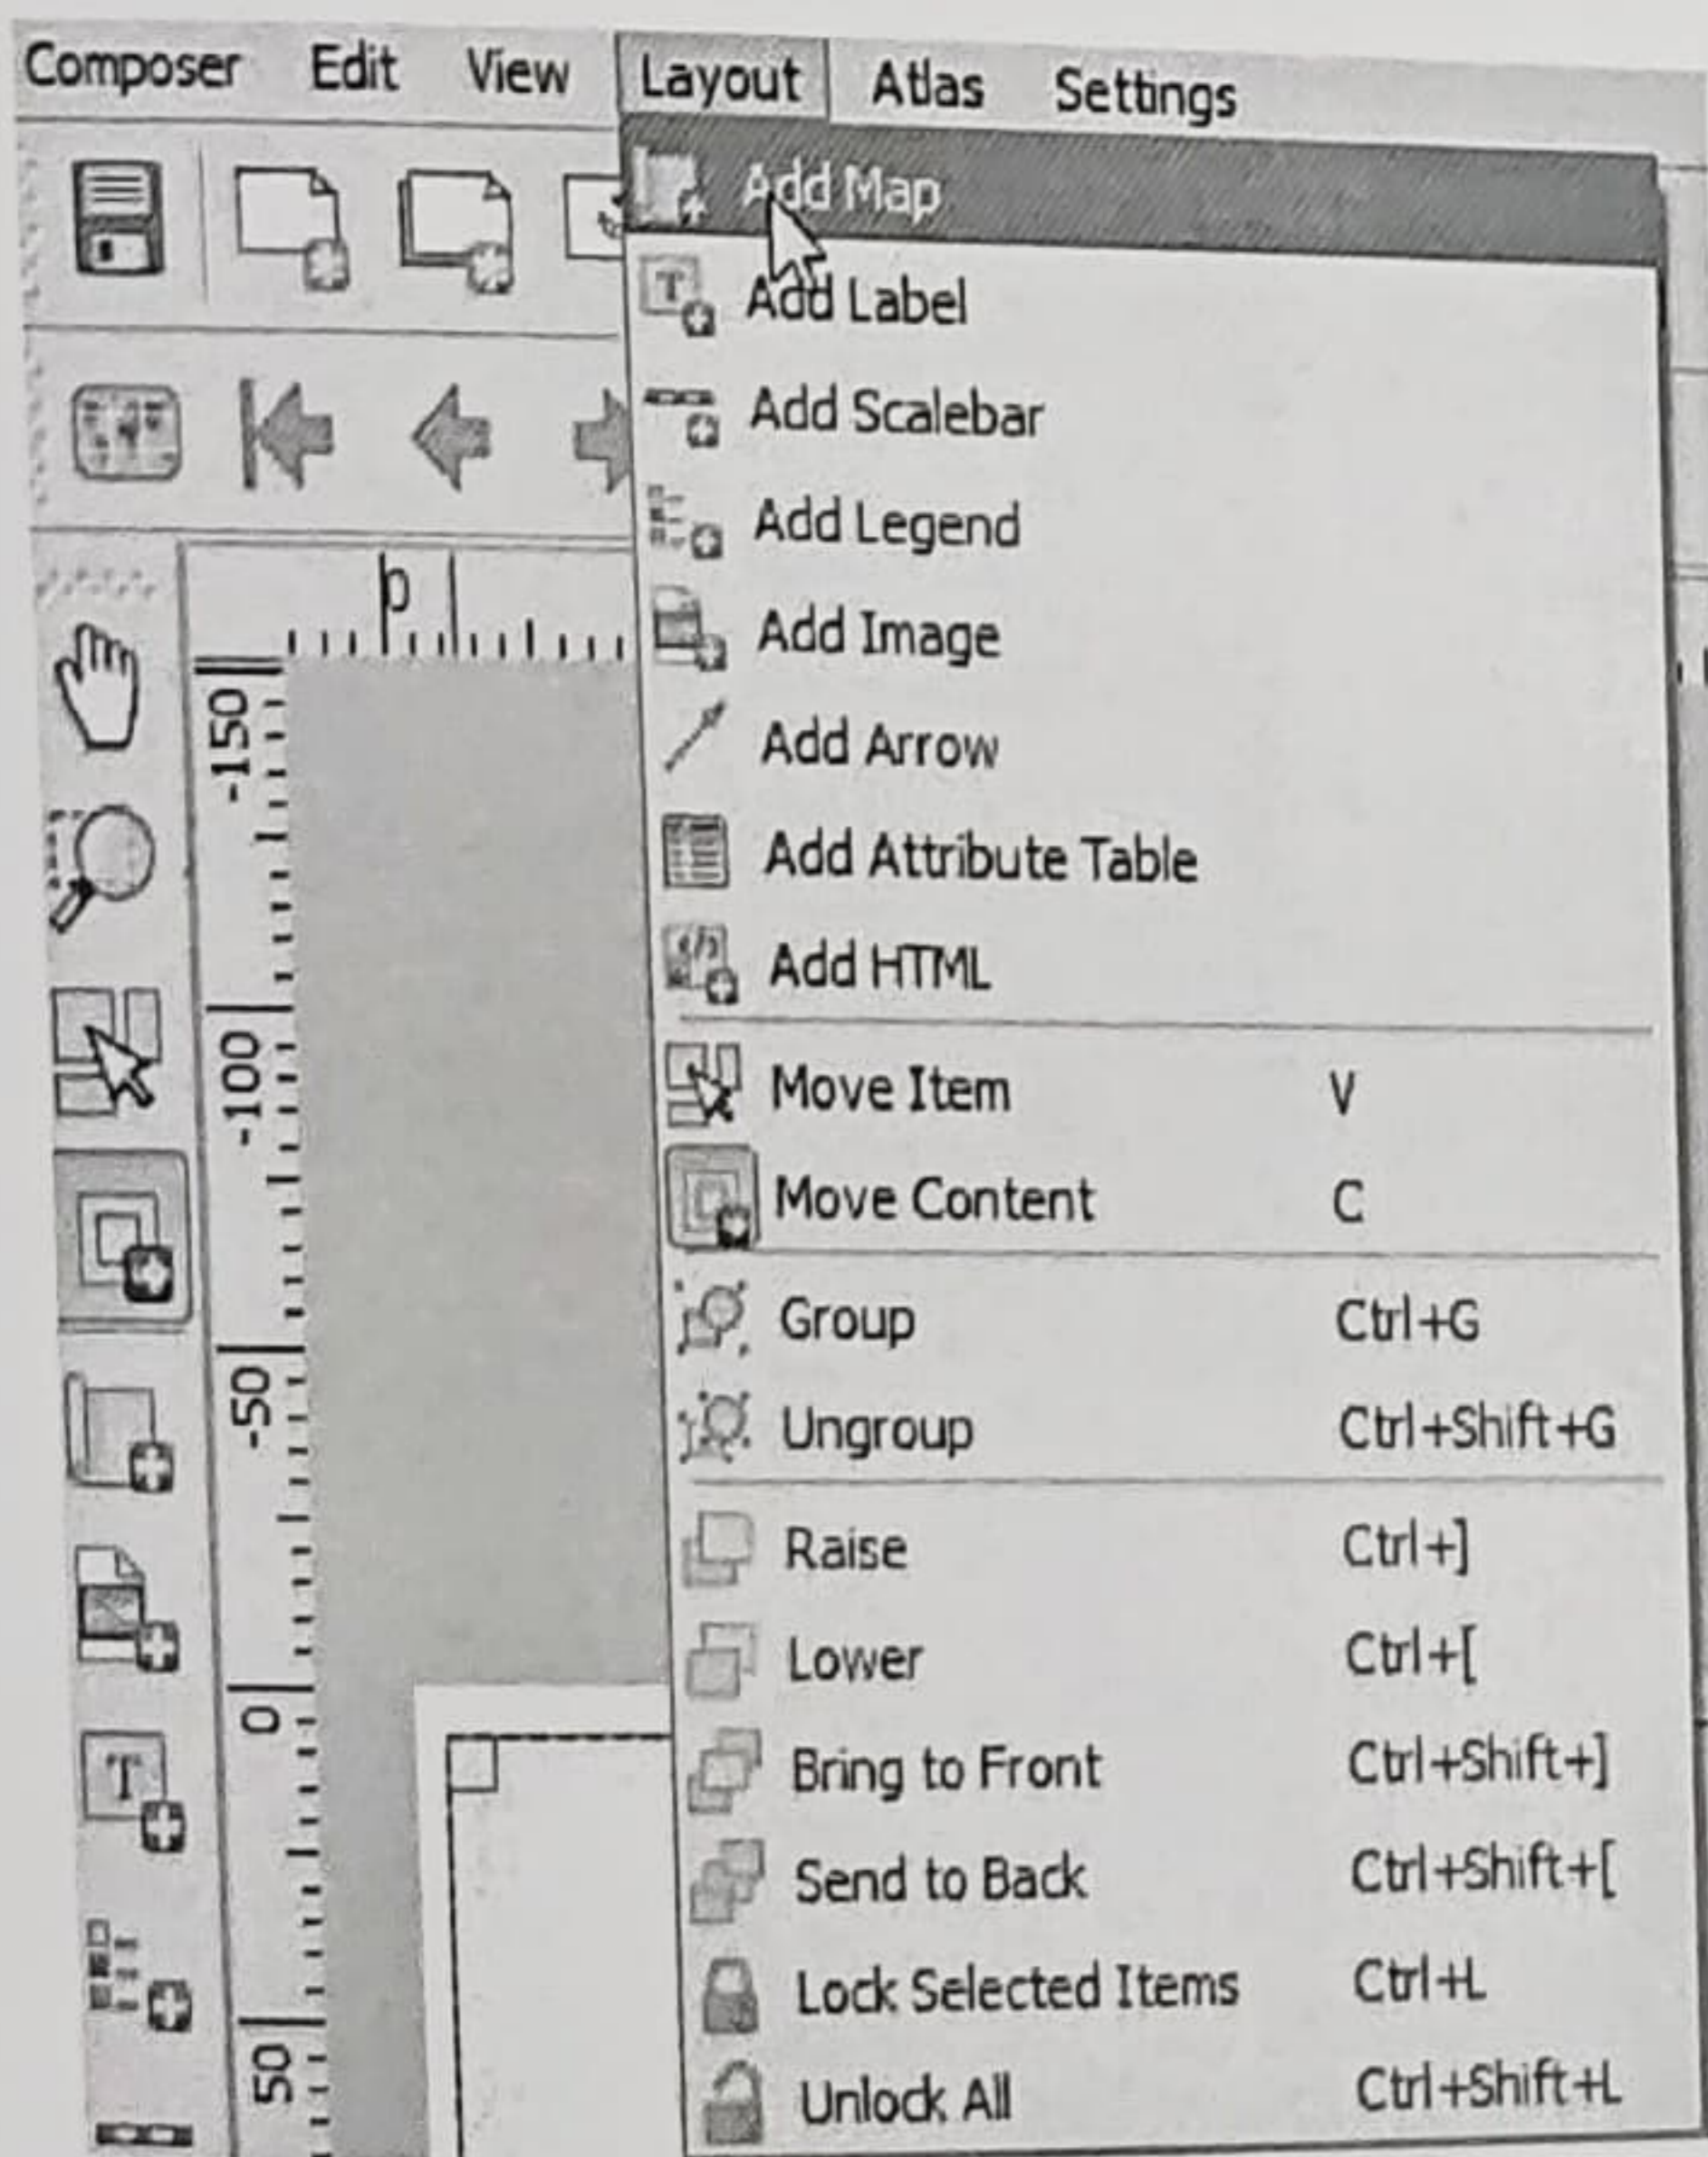 Composer Edit View Layout Atlas Settings
Add Map
Add Label
Add Scalebar
Add Legend
Add Image
Add Arrow
Add Attribute Table
Add HTML
Move Item V
Move Content C
Group Ctrl+G
Ungroup Ctrl+Shift+G
Raise Ctrl+]
Lower Ctrl+[
Bring to Front Ctrl+Shift+]
Send to Back Ctrl+Shift+[
Lock Selected Items Ctrl+L
Unlock All Ctrl+Shift+L
0
-150
-100
-50
0
50
T
T